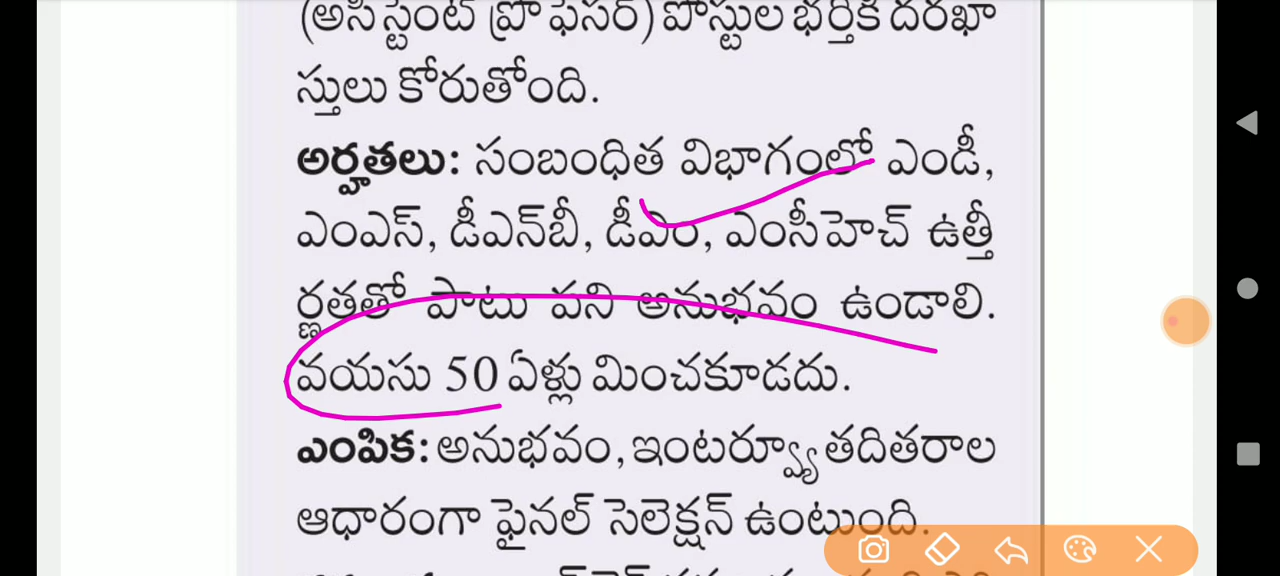 (అసిస్టెంట్ ప్రొఫెసర్) పోస్టుల భర్తీకి దరఖా
స్తులు కోరుతోంది.
అర్హతలు: సంబంధిత విభాగంలో ఎండీ,
ఎంఎస్, డీఎన్‌బీ, డీఎం, ఎంసీహెచ్ ఉత్తీ
ర్ణతతో పాటు పని అనుభవం ఉండాలి.
వయసు 50 ఏళ్లు మించకూడదు.
ఎంపిక: అనుభవం, ఇంటర్వ్యూ తదితరాల
ఆధారంగా ఫైనల్ సెలెక్షన్ ఉంటుంది.